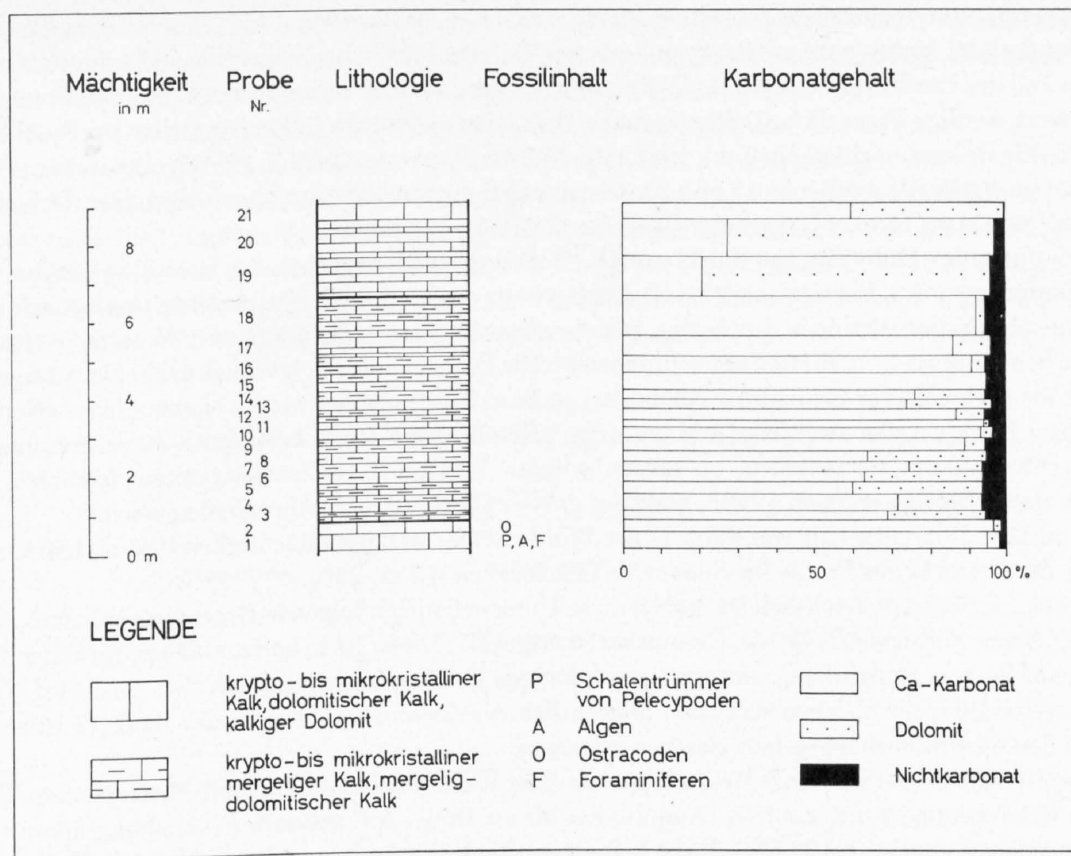 Mächtigkeit Probe Lithologie Fossilinhalt Karbonatgehalt
in m Nr.
21
8 20
19
6 18
17
16
15
4 14
13
12
11
10
9
8
7
2 6
5
4
3
O
2 P, A, F
0 m
0 50 100 %
LEGENDE
krypto-bis mikrokristalliner
Kalk, dolomitischer Kalk,
kalkiger Dolomit
krypto-bis mikrokristalliner
mergeliger Kalk, mergelig-
dolomitischer Kalk
P Schalentrümmer
von Pelecypoden
A Algen
O Ostracoden
F Foraminiferen
Ca-Karbonat
Dolomit
Nichtkarbonat